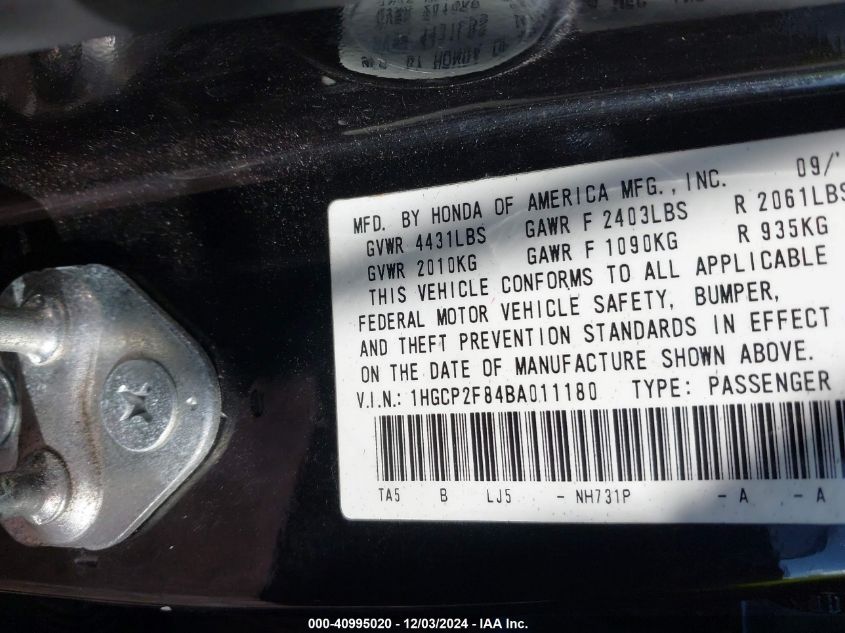 09/
MFD. BY HONDA OF AMERICA MFG., INC.
GVWR 4431LBS GAWR F 2403LBS R 2061LBS
GVWR 2010KG GAWR F 1090KG R 935KG
THIS VEHICLE CONFORMS TO ALL APPLICABLE
FEDERAL MOTOR VEHICLE SAFETY, BUMPER,
AND THEFT PREVENTION STANDARDS IN EFFECT
ON THE DATE OF MANUFACTURE SHOWN ABOVE.
V.I.N.: 1HGCP2F84BA011180 TYPE: PASSENGER
TA5 B LJ5 - NH731P - A - A
000-40995020 - 12/03/2024 - IAA Inc.